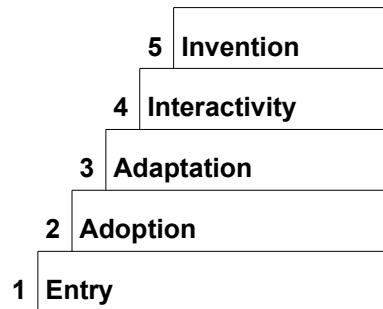 5 Invention
4 Interactivity
3 Adaptation
2 Adoption
1 Entry